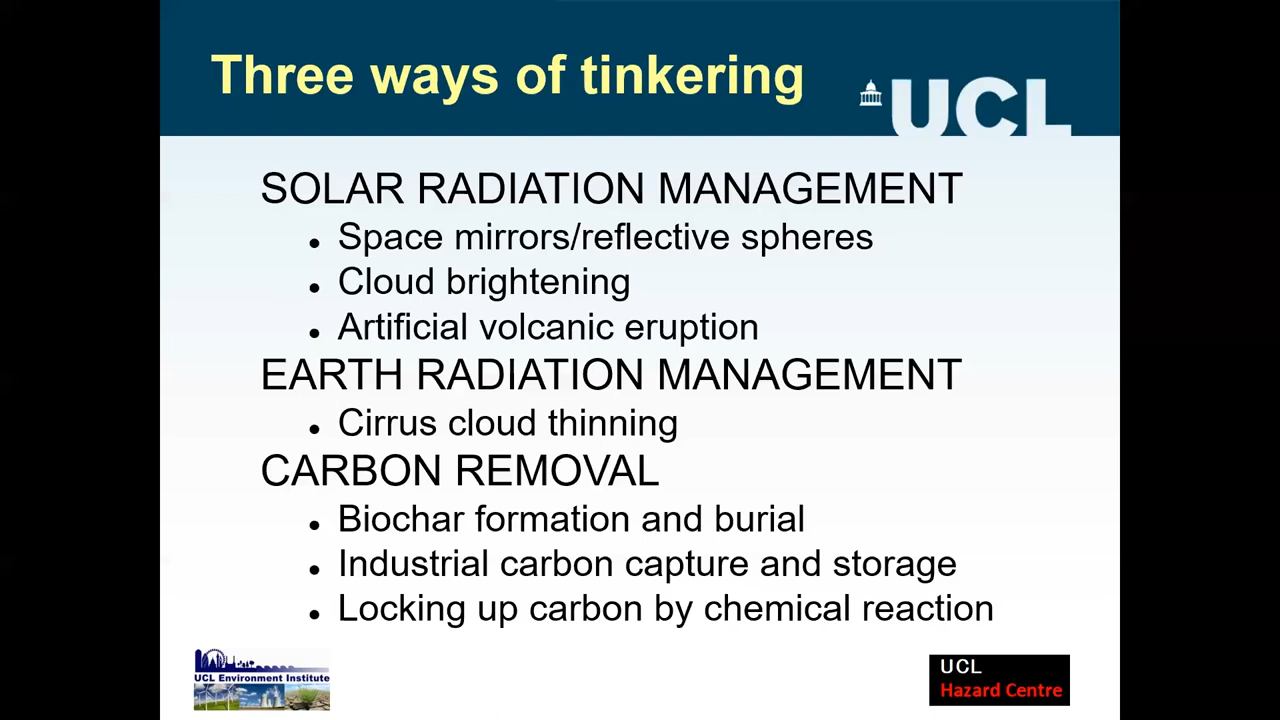 Three ways of tinkering
UCL
SOLAR RADIATION MANAGEMENT
• Space mirrors/reflective spheres
• Cloud brightening
• Artificial volcanic eruption
EARTH RADIATION MANAGEMENT
• Cirrus cloud thinning
CARBON REMOVAL
• Biochar formation and burial
• Industrial carbon capture and storage
• Locking up carbon by chemical reaction
UCL Environment Institute
UCL
Hazard Centre